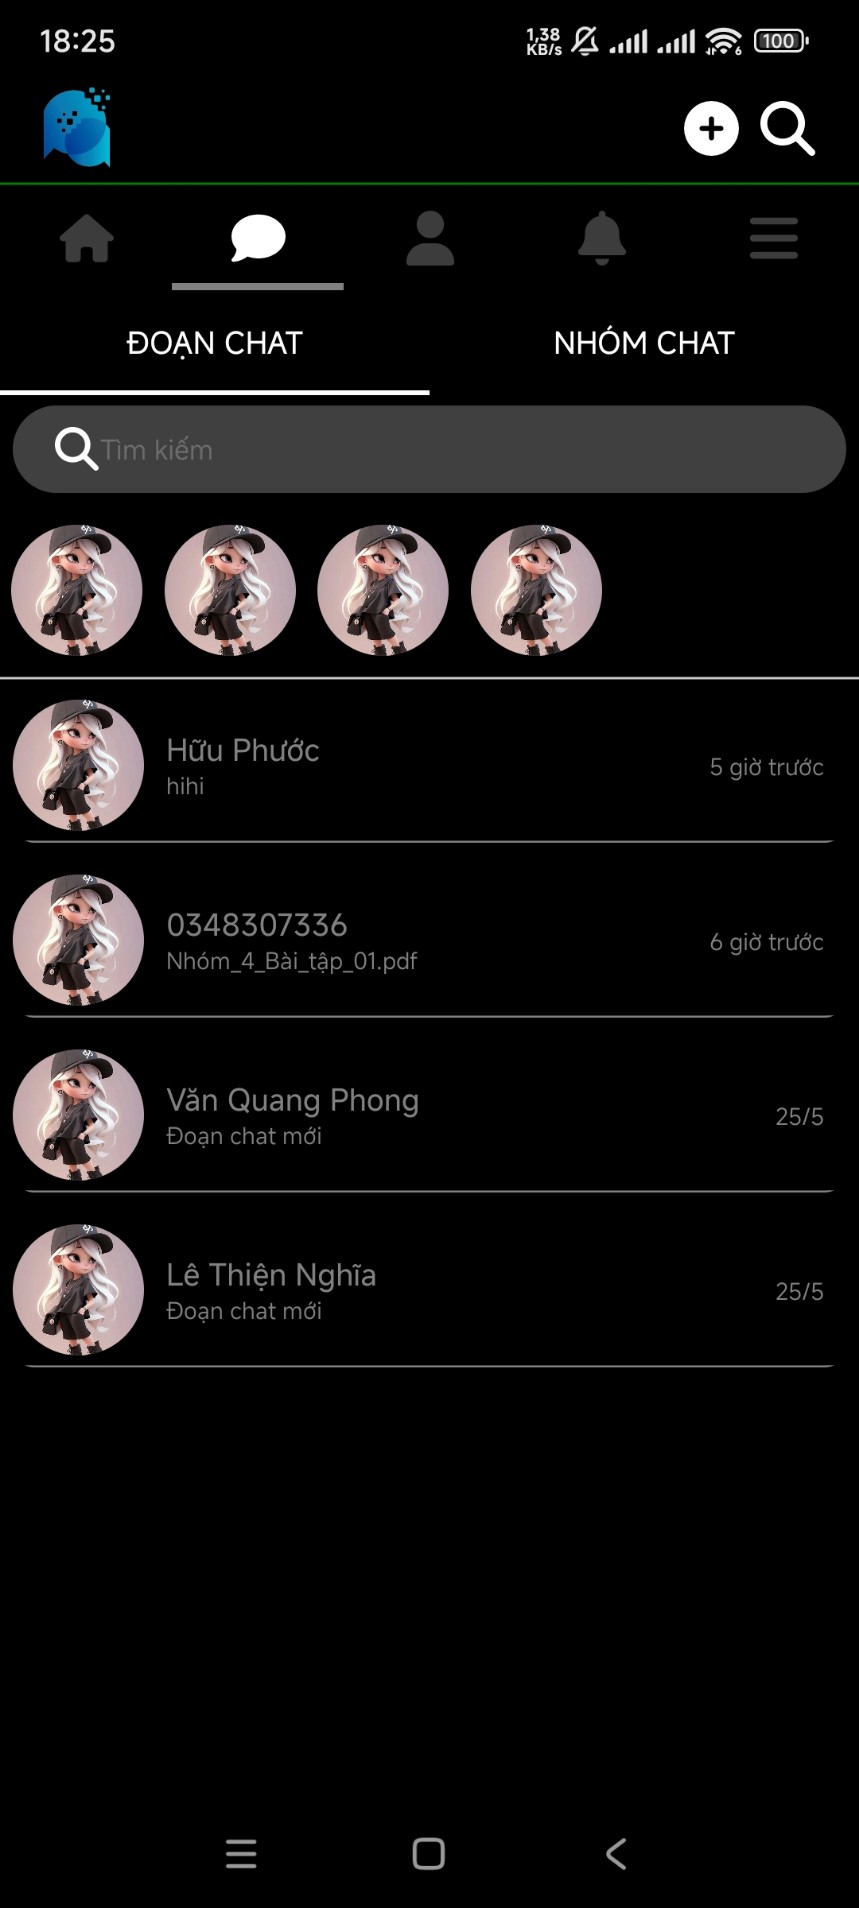 18:25
1,38
KB/s
6
100
ĐOẠN CHAT
NHÓM CHAT
Tìm kiếm
Hữu Phước
hihi
5 giờ trước
0348307336
Nhóm_4_Bài_tập_01.pdf
6 giờ trước
Văn Quang Phong
Đoạn chat mới
25/5
Lê Thiện Nghĩa
Đoạn chat mới
25/5